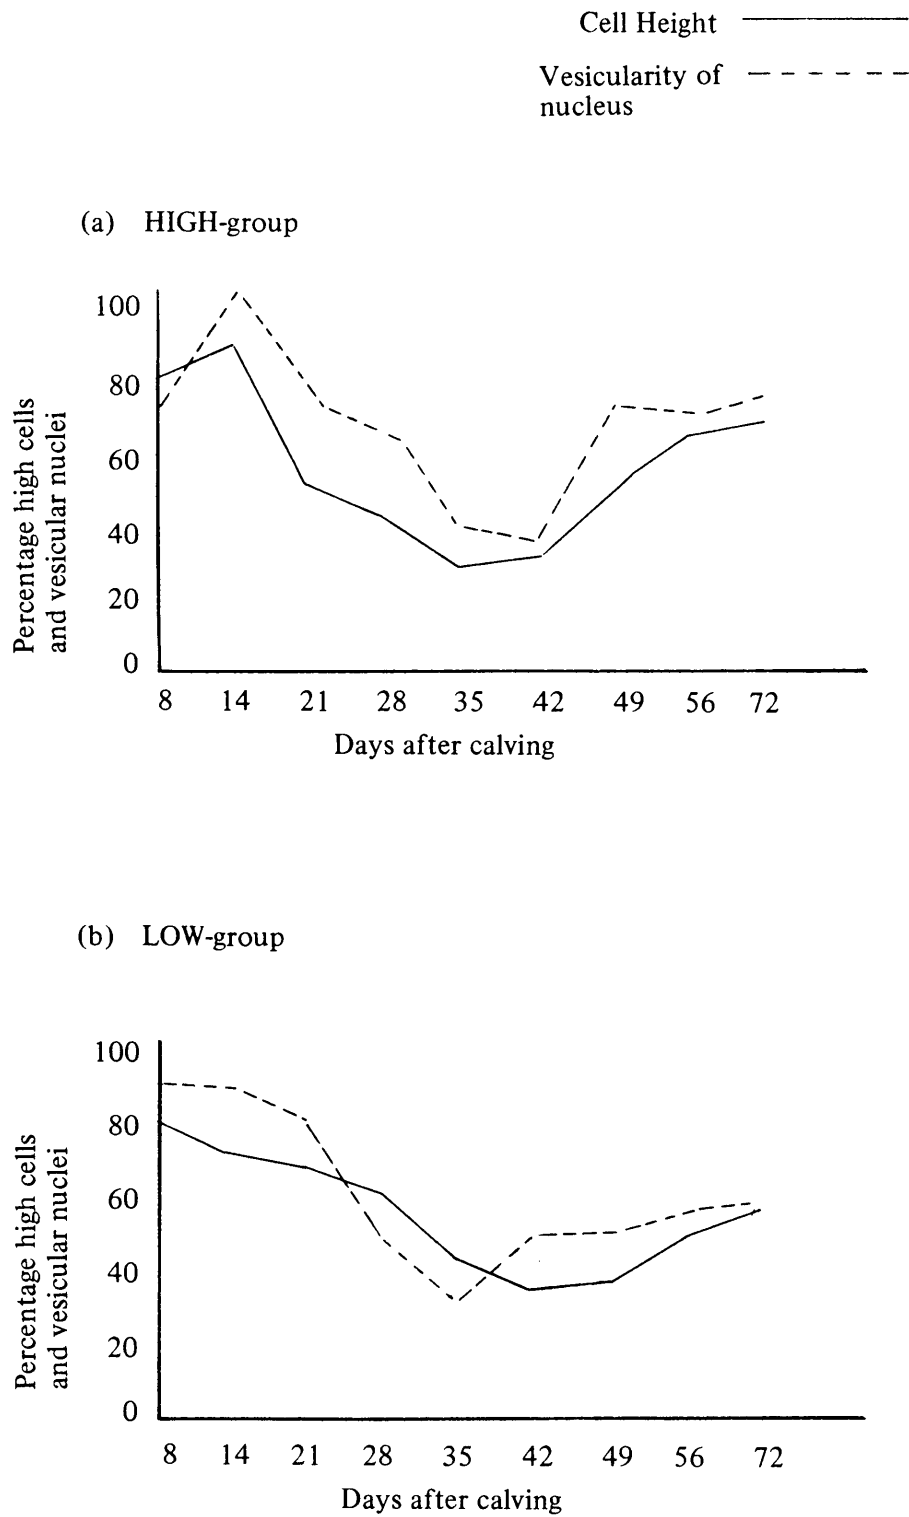 Cell Height
Vesicularity of
nucleus
(a) HIGH-group
100
80
60
40
20
0
Percentage high cells
and vesicular nuclei
8 14 21 28 35 42 49 56 72
Days after calving
(b) LOW-group
100
80
60
40
20
0
Percentage high cells
and vesicular nuclei
8 14 21 28 35 42 49 56 72
Days after calving